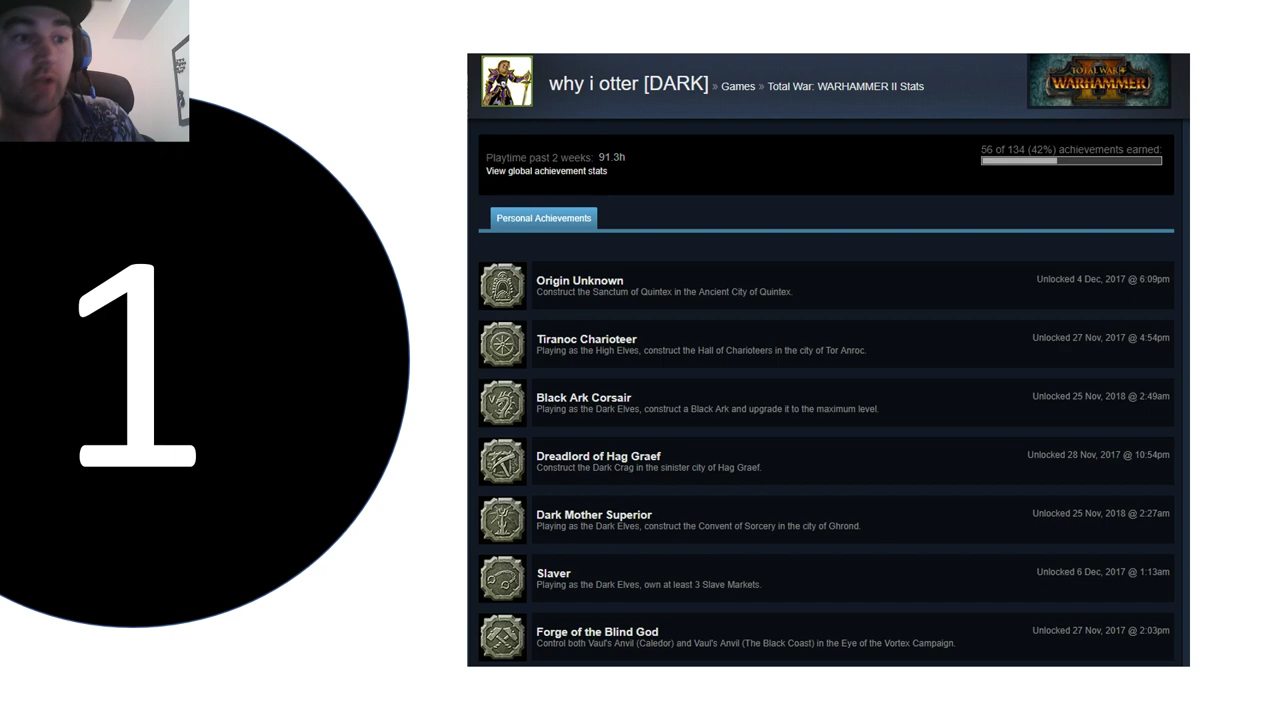 1
why i otter [DARK] » Games » Total War: WARHAMMER II Stats
TOTAL WAR
WARHAMMER
II
Playtime past 2 weeks: 91.3h
56 of 134 (42%) achievements earned:
View global achievement stats
Personal Achievements
Origin Unknown
Construct the Sanctum of Quintex in the Ancient City of Quintex.
Unlocked 4 Dec, 2017 @ 6:09pm
Tiranoc Charioteer
Playing as the High Elves, construct the Hall of Charioteers in the city of Tor Anroc.
Unlocked 27 Nov, 2017 @ 4:54pm
Black Ark Corsair
Playing as the Dark Elves, construct a Black Ark and upgrade it to the maximum level.
Unlocked 25 Nov, 2018 @ 2:49am
Dreadlord of Hag Graef
Construct the Dark Crag in the sinister city of Hag Graef.
Unlocked 28 Nov, 2017 @ 10:54pm
Dark Mother Superior
Playing as the Dark Elves, construct the Convent of Sorcery in the city of Ghrond.
Unlocked 25 Nov, 2018 @ 2:27am
Slaver
Playing as the Dark Elves, own at least 3 Slave Markets.
Unlocked 6 Dec, 2017 @ 1:13am
Forge of the Blind God
Control both Vaul's Anvil (Caledor) and Vaul's Anvil (The Black Coast) in the Eye of the Vortex Campaign.
Unlocked 27 Nov, 2017 @ 2:03pm